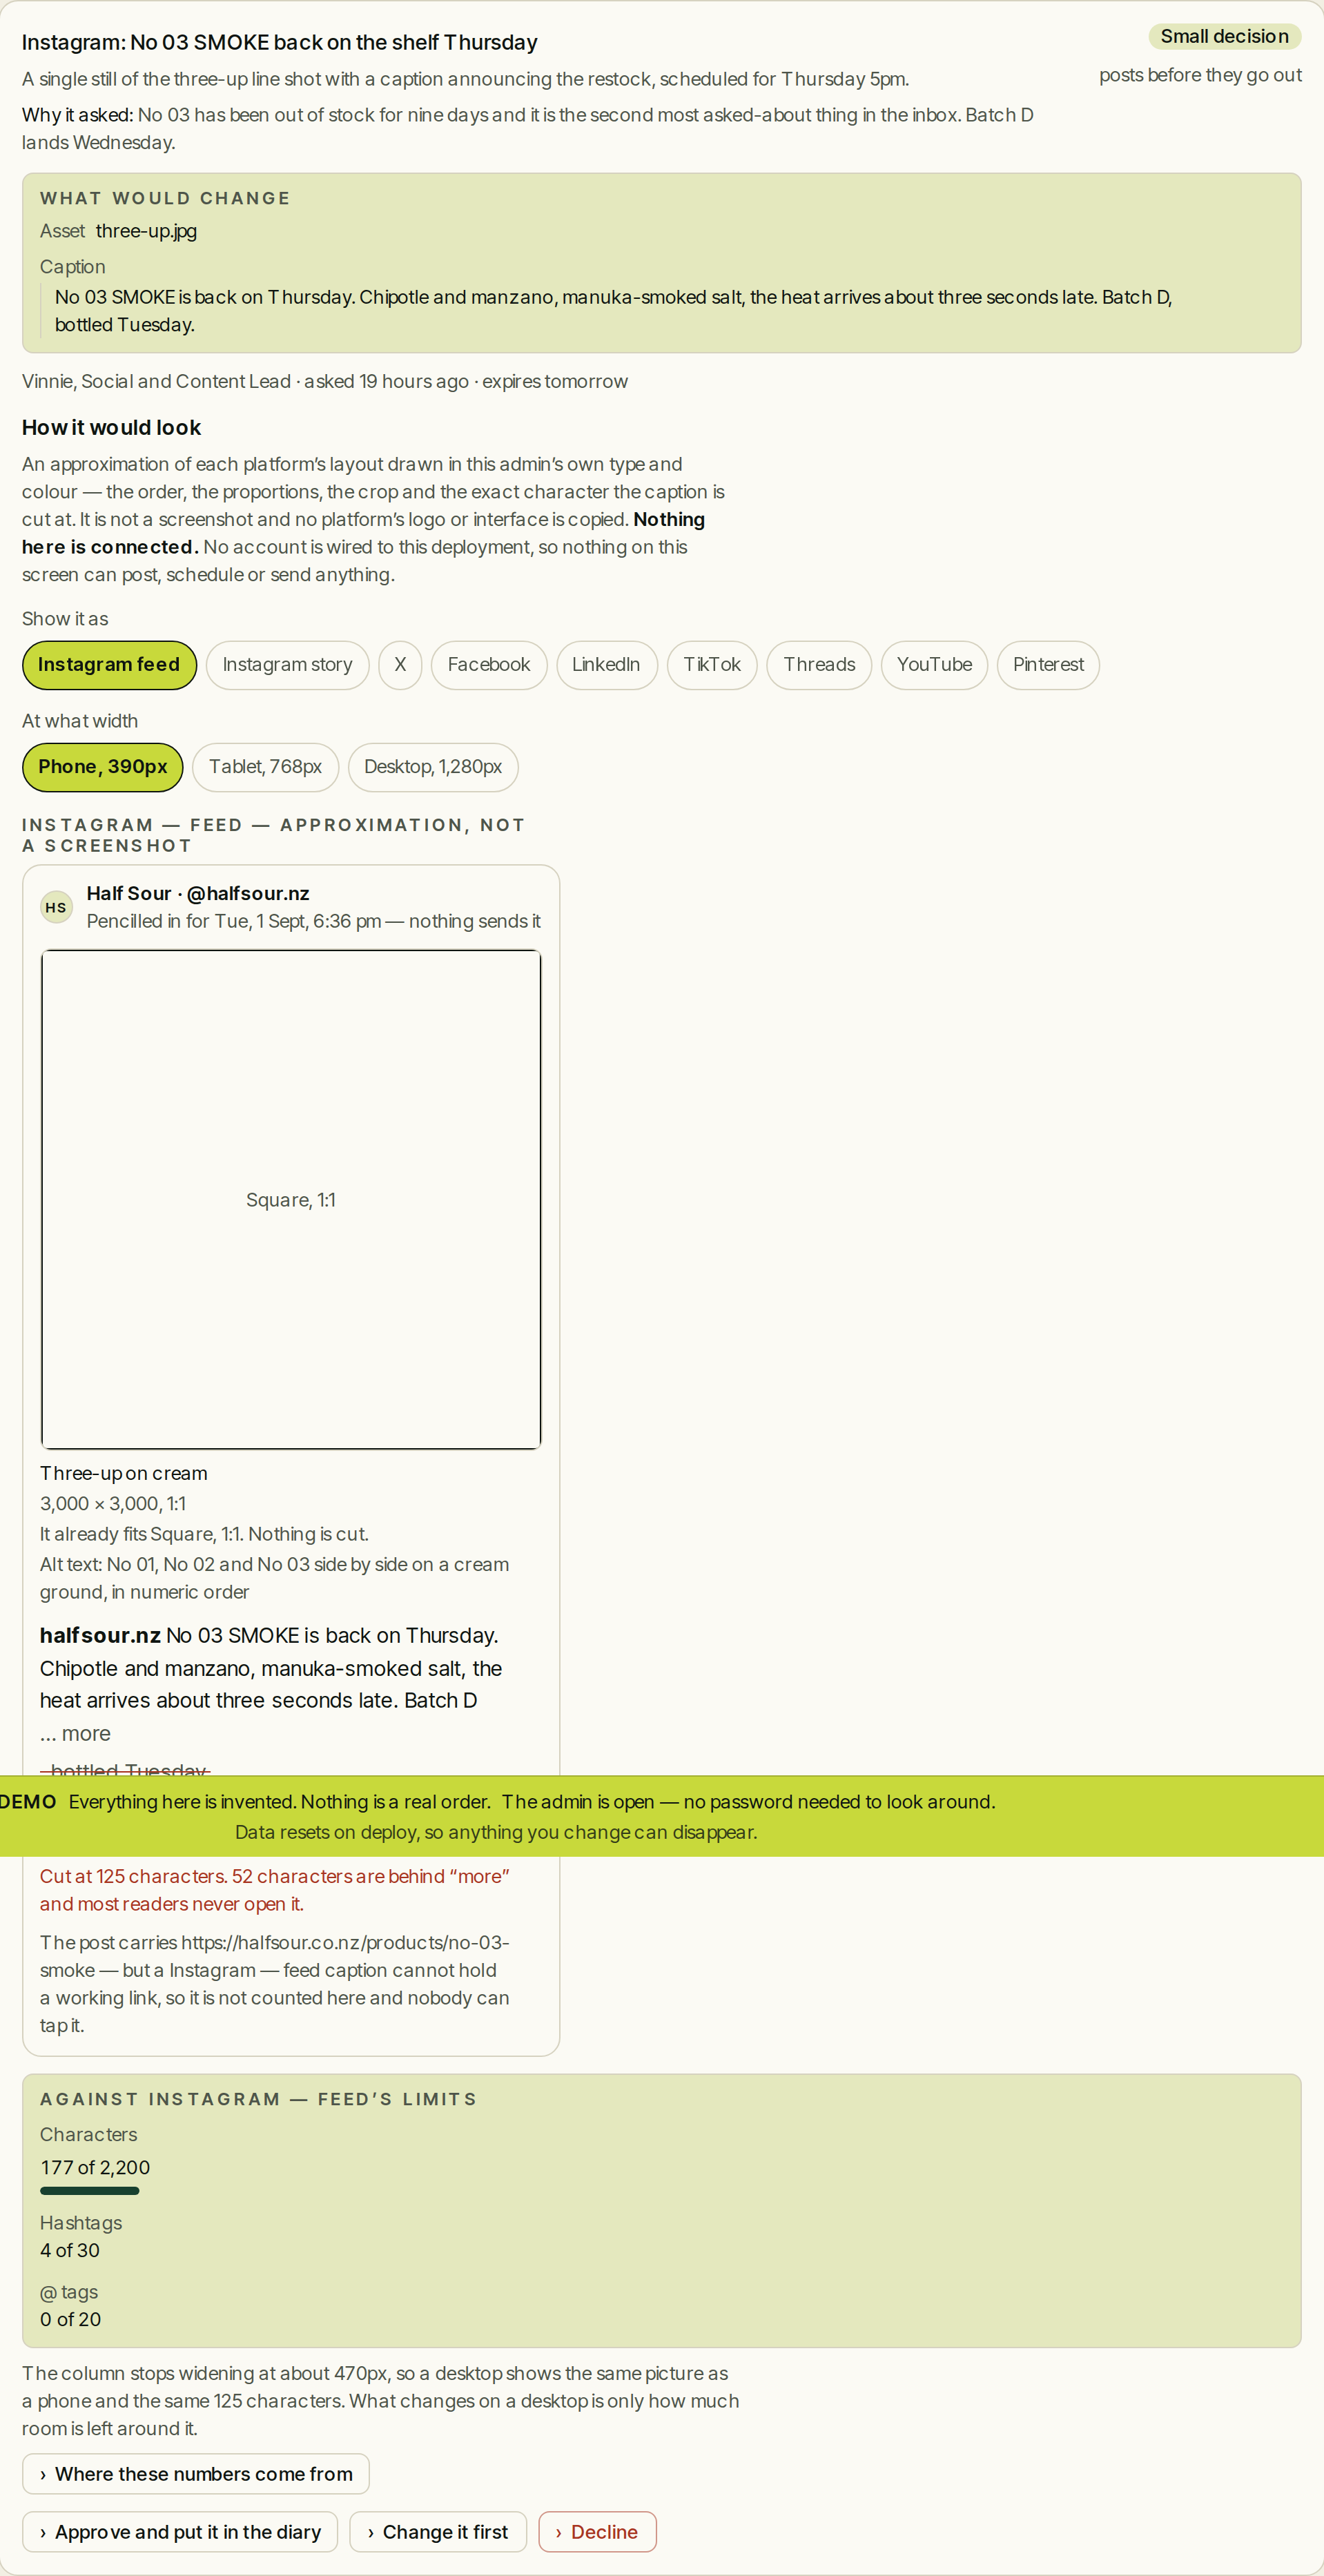 Instagram: No 03 SMOKE back on the shelf Thursday
Small decision
A single still of the three-up line shot with a caption announcing the restock, scheduled for Thursday 5pm.
posts before they go out
Why it asked: No 03 has been out of stock for nine days and it is the second most asked-about thing in the inbox. Batch D
lands Wednesday.
WHAT WOULD CHANGE
Asset three-up.jpg
Caption
No 03 SMOKE is back on Thursday. Chipotle and manzano, manuka-smoked salt, the heat arrives about three seconds late. Batch D,
bottled Tuesday.
Vinnie, Social and Content Lead · asked 19 hours ago · expires tomorrow
How it would look
An approximation of each platform’s layout drawn in this admin’s own type and
colour — the order, the proportions, the crop and the exact character the caption is
cut at. It is not a screenshot and no platform’s logo or interface is copied. Nothing
here is connected. No account is wired to this deployment, so nothing on this
screen can post, schedule or send anything.
Show it as
Instagram feed
Instagram story
X
Facebook
LinkedIn
TikTok
Threads
YouTube
Pinterest
At what width
Phone, 390px
Tablet, 768px
Desktop, 1,280px
INSTAGRAM — FEED — APPROXIMATION, NOT
A SCREENSHOT
HS
Half Sour · @halfsour.nz
Pencilled in for Tue, 1 Sept, 6:36 pm — nothing sends it
Square, 1:1
Three-up on cream
3,000 × 3,000, 1:1
It already fits Square, 1:1. Nothing is cut.
Alt text: No 01, No 02 and No 03 side by side on a cream
ground, in numeric order
halfsour.nz No 03 SMOKE is back on Thursday.
Chipotle and manzano, manuka-smoked salt, the
heat arrives about three seconds late. Batch D
… more
bottled Tuesday
DEMO Everything here is invented. Nothing is a real order. The admin is open — no password needed to look around.
Data resets on deploy, so anything you change can disappear.
Cut at 125 characters. 52 characters are behind “more”
and most readers never open it.
The post carries https://halfsour.co.nz/products/no-03-
smoke — but a Instagram — feed caption cannot hold
a working link, so it is not counted here and nobody can
tap it.
AGAINST INSTAGRAM — FEED’S LIMITS
Characters
177 of 2,200
Hashtags
4 of 30
@ tags
0 of 20
The column stops widening at about 470px, so a desktop shows the same picture as
a phone and the same 125 characters. What changes on a desktop is only how much
room is left around it.
› Where these numbers come from
› Approve and put it in the diary
› Change it first
› Decline